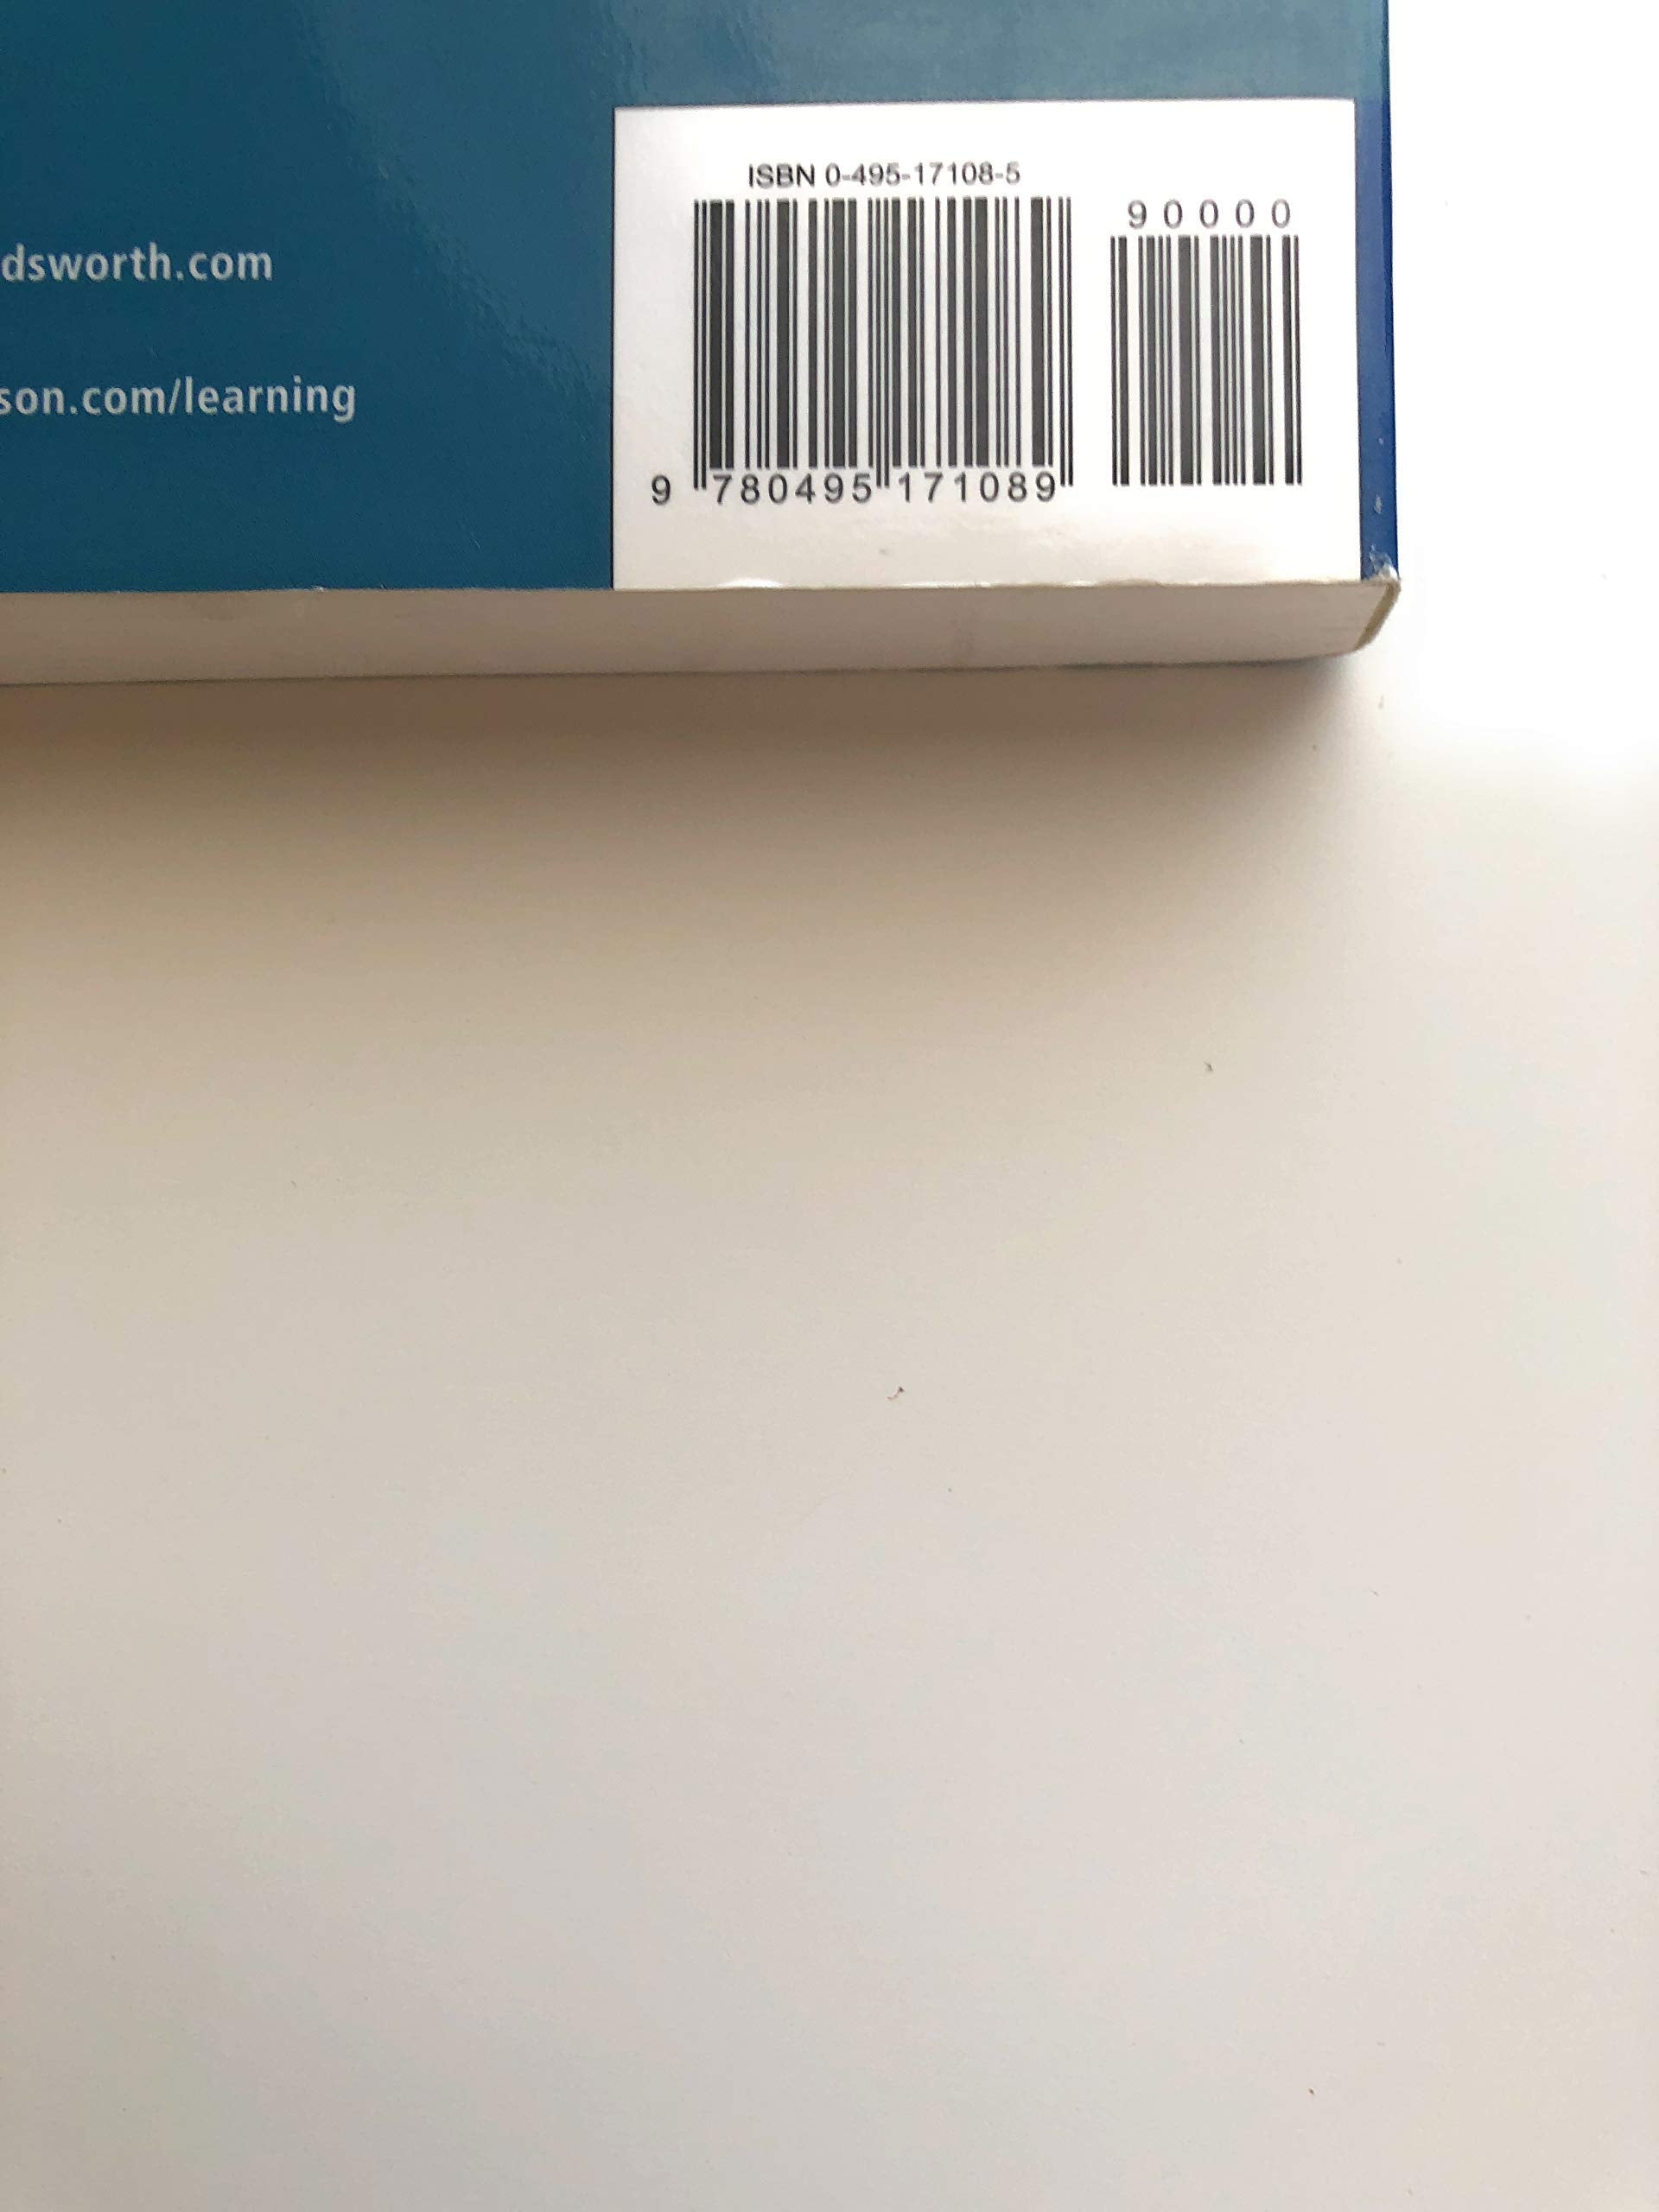 dsworth.com
son.com/learning
ISBN 0-495-17108-5
90000
9 780495 171089